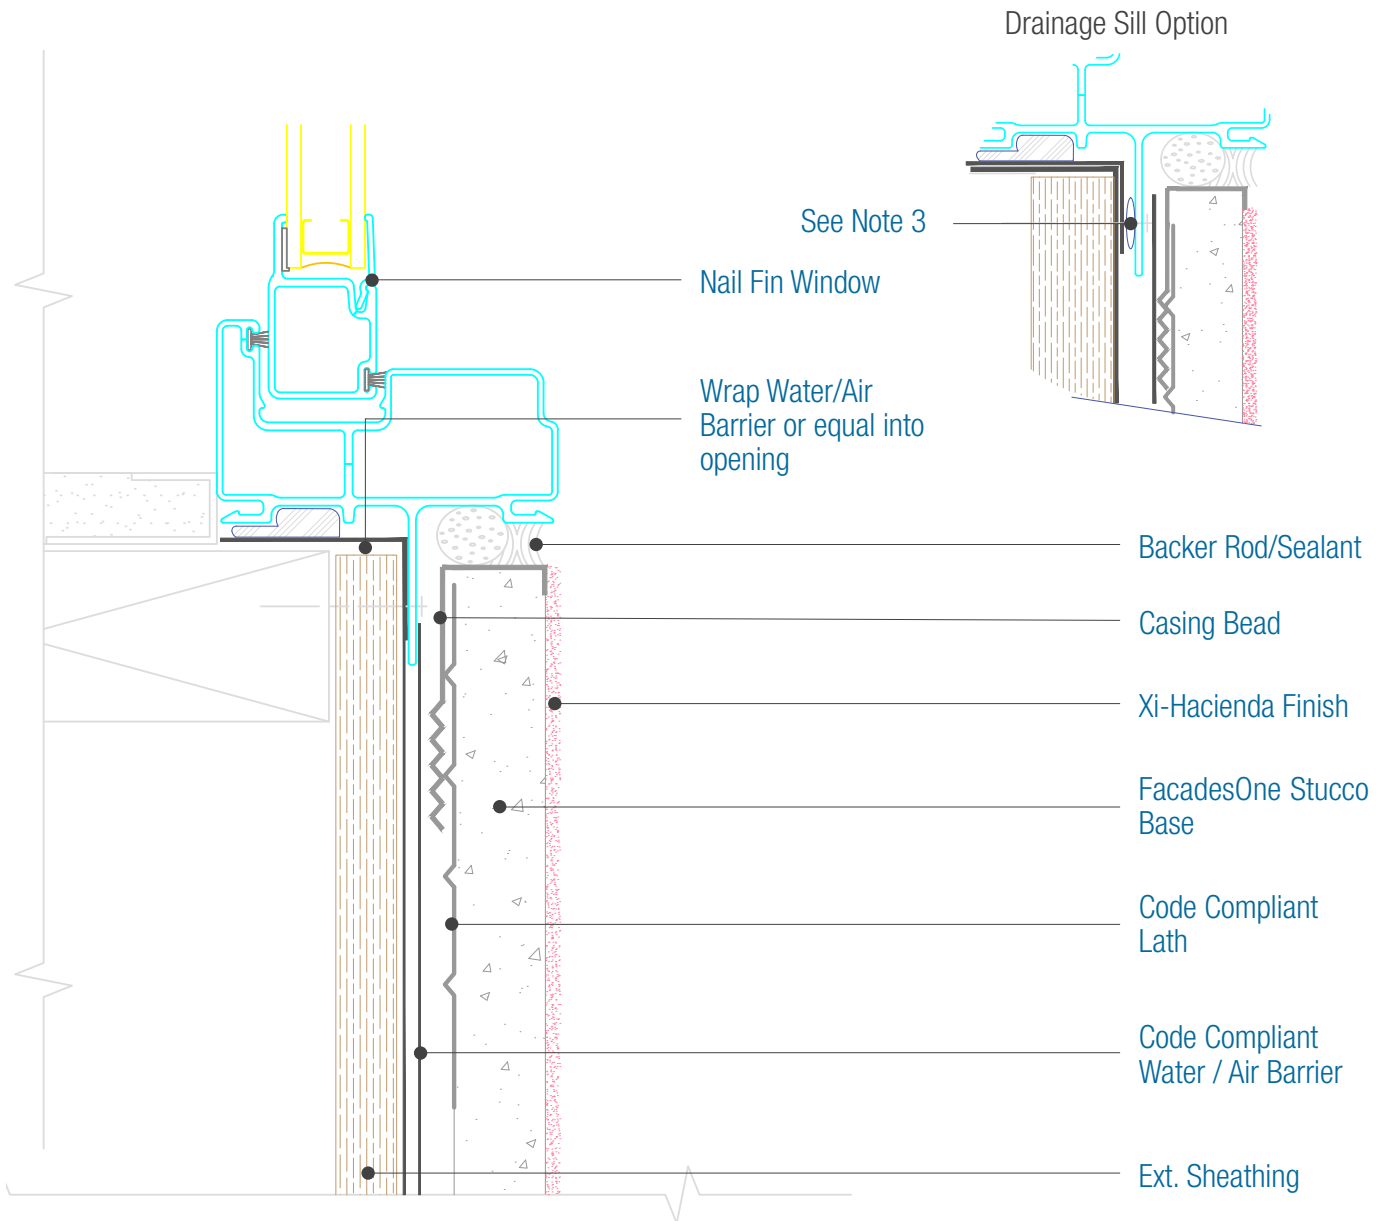 Drainage Sill Option
See Note 3
Nail Fin Window
Wrap Water/Air
Barrier or equal into
opening
Backer Rod/Sealant
Casing Bead
Xi-Hacienda Finish
FacadesOne Stucco
Base
Code Compliant
Lath
Code Compliant
Water / Air Barrier
Ext. Sheathing